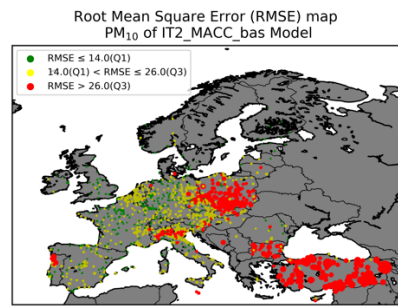 Root Mean Square Error (RMSE) map
PM₁₀ of IT2_MACC_bas Model
RMSE ≤ 14.0(Q1)
14.0(Q1) < RMSE ≤ 26.0(Q3)
RMSE > 26.0(Q3)